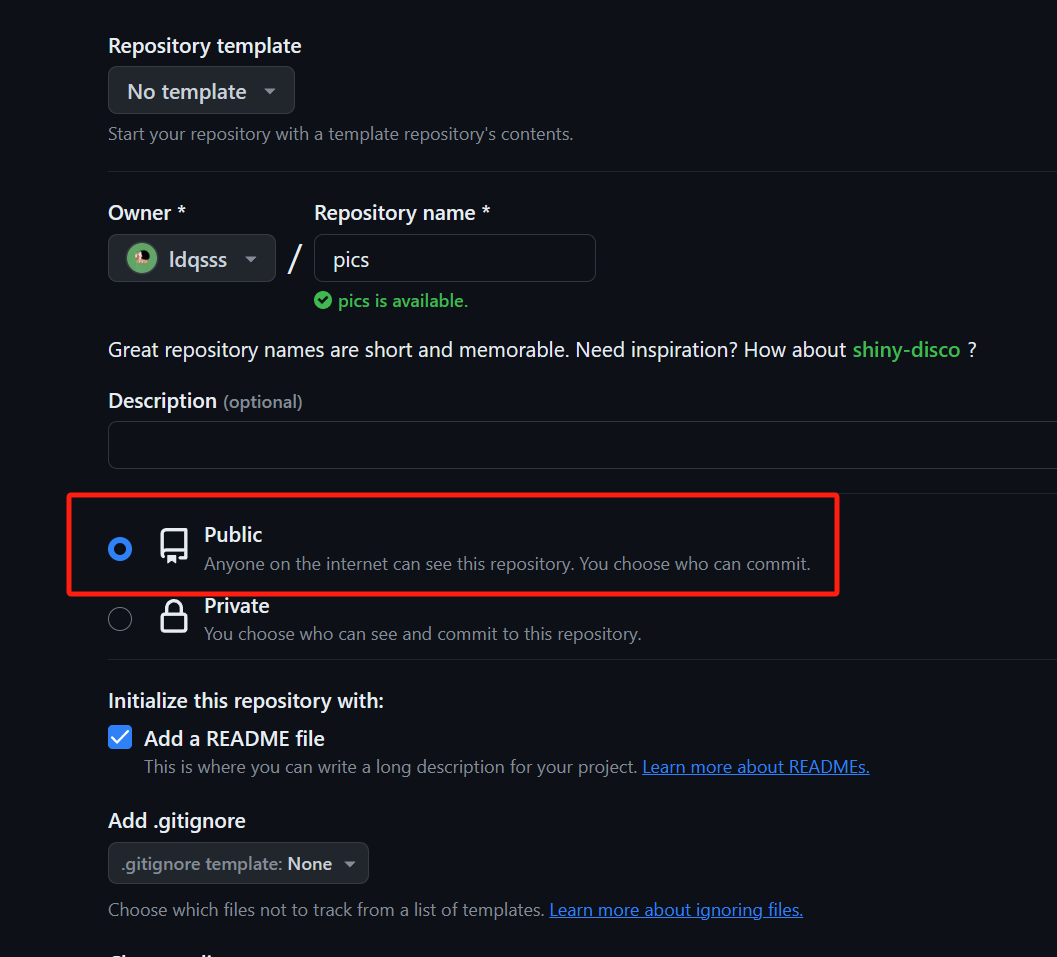 Repository template
No template
Start your repository with a template repository's contents.
Owner * Repository name *
ldqsss / pics
pics is available.
Great repository names are short and memorable. Need inspiration? How about shiny-disco ?
Description (optional)
Public
Anyone on the internet can see this repository. You choose who can commit.
Private
You choose who can see and commit to this repository.
Initialize this repository with:
Add a README file
This is where you can write a long description for your project. Learn more about READMEs.
Add .gitignore
.gitignore template: None
Choose which files not to track from a list of templates. Learn more about ignoring files.